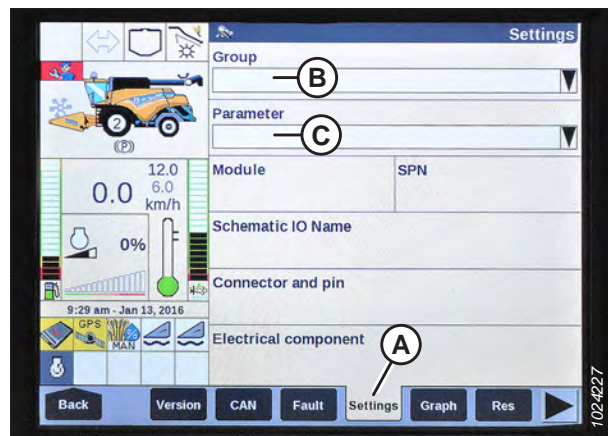 Settings
Group
B
Parameter
C
2
(P)
12.0
6.0
0.0 km/h
0%
9:29 am - Jan 13, 2016
GPS
MAN
%
Module
SPN
Schematic IO Name
Connector and pin
Electrical component
A
Back
Version
CAN
Fault
Settings
Graph
Res
1024227